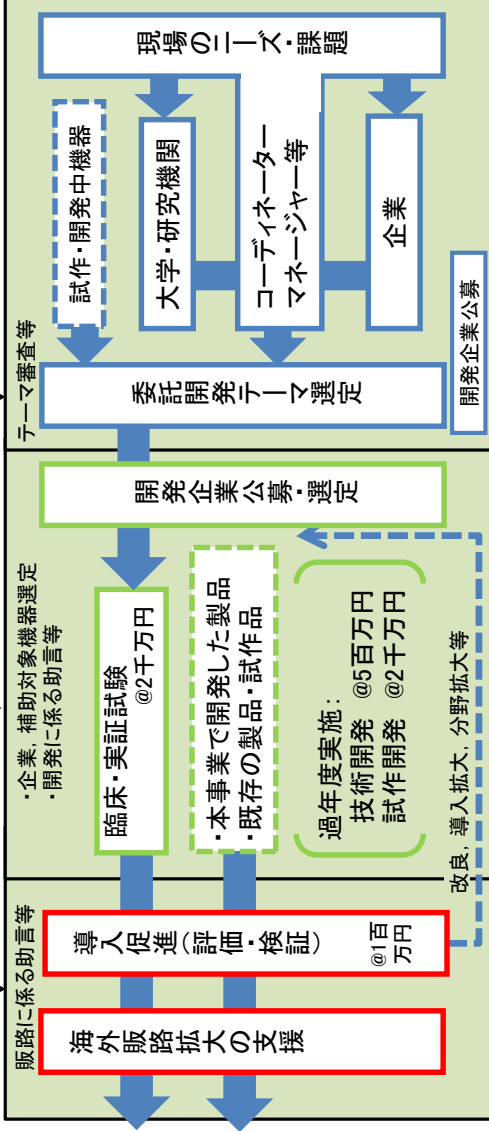 現場のニーズ・課題
試作・開発中機器
大学・研究機関
コーディネーター
マネージャー等
企業
テーマ審査等
委託開発テーマ選定
開発企業公募
・企業，補助対象機器選定
・開発に係る助言等
開発企業公募・選定
臨床・実証試験
@2千万円
・本事業で開発した製品
・既存の製品・試作品
過年度実施：
技術開発 @5百万円
試作開発 @2千万円
改良，導入拡大，分野拡大等
販路に係る助言等
導入促進(評価・検証)
@1百
万円
海外販路拡大の支援